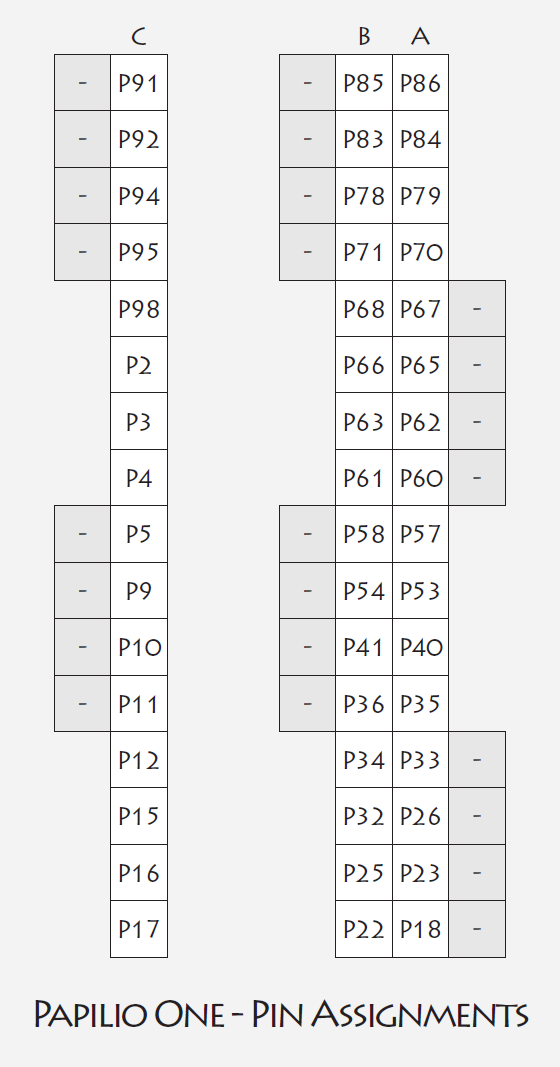 C B A
- P91 - P85 P86
- P92 - P83 P84
- P94 - P78 P79
- P95 - P71 P70
P98 P68 P67 -
P2 P66 P65 -
P3 P63 P62 -
P4 P61 P60 -
- P5 - P58 P57
- P9 - P54 P53
- P10 - P41 P40
- P11 - P36 P35
P12 P34 P33 -
P15 P32 P26 -
P16 P25 P23 -
P17 P22 P18 -
Papilio One - Pin Assignments